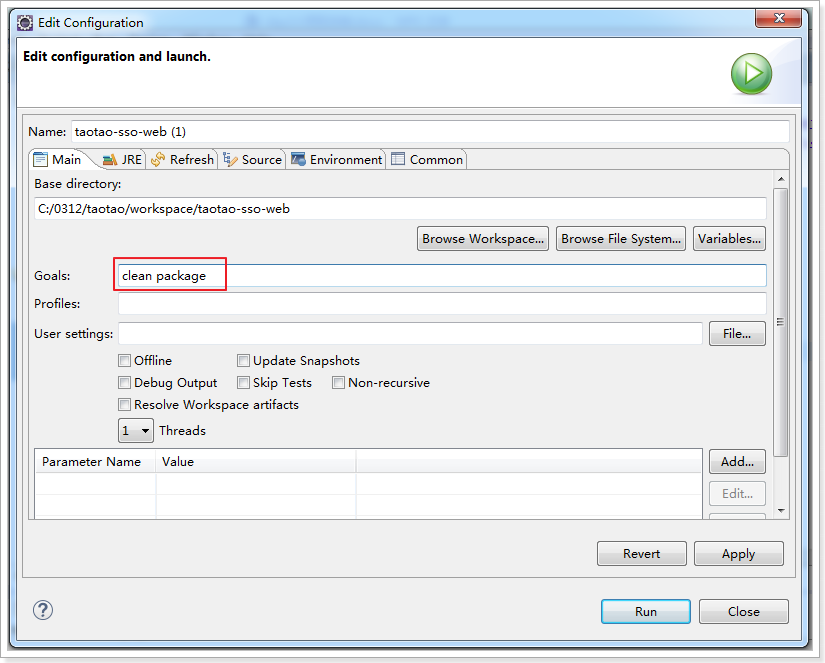 Edit Configuration
Edit configuration and launch.
Name: taotao-sso-web (1)
Main JRE Refresh Source Environment Common
Base directory:
C:/0312/taotao/workspace/taotao-sso-web
Browse Workspace... Browse File System... Variables...
Goals: clean package
Profiles:
User settings: File...
Offline Update Snapshots
Debug Output Skip Tests Non-recursive
Resolve Workspace artifacts
1 Threads
Parameter Name Value Add...
Edit...
Revert Apply
? Run Close